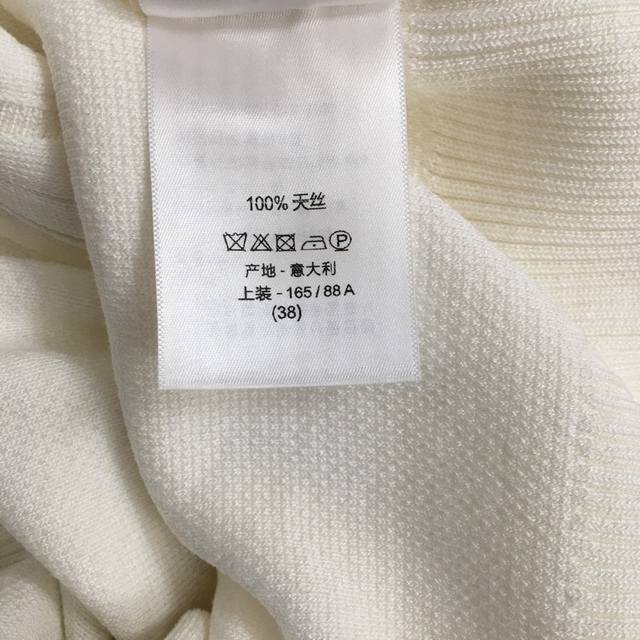 100% 天丝
产地 - 意大利
上装 - 165 / 88 A
(38)